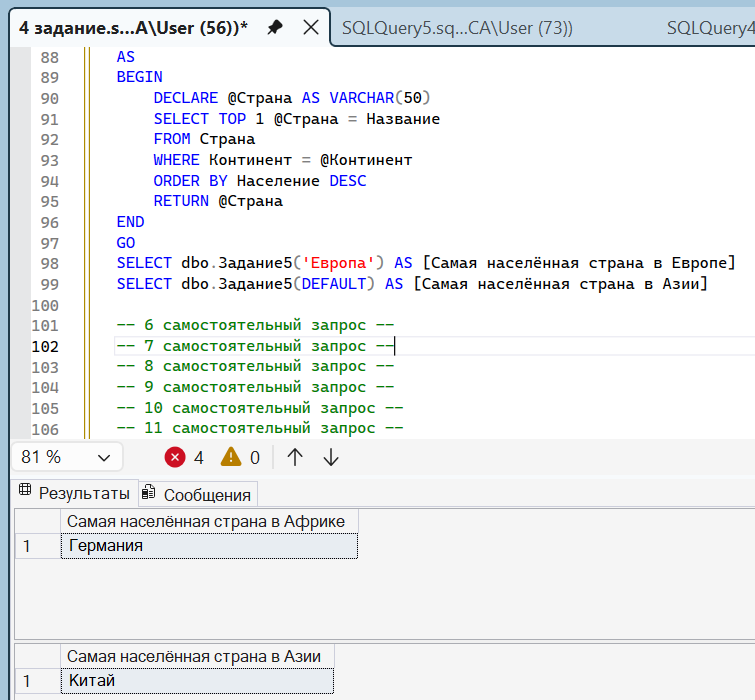 4 задание.s...A\User (56))*
SQLQuery5.sq...CA\User (73))
SQLQuery4
88 AS
89 BEGIN
90 DECLARE @Страна AS VARCHAR(50)
91 SELECT TOP 1 @Страна = Название
92 FROM Страна
93 WHERE Континент = @Континент
94 ORDER BY Население DESC
95 RETURN @Страна
96 END
97 GO
98 SELECT dbo.Задание5('Европа') AS [Самая населённая страна в Европе]
99 SELECT dbo.Задание5(DEFAULT) AS [Самая населённая страна в Азии]
100
101 -- 6 самостоятельный запрос --
102 -- 7 самостоятельный запрос --
103 -- 8 самостоятельный запрос --
104 -- 9 самостоятельный запрос --
105 -- 10 самостоятельный запрос --
106 -- 11 самостоятельный запрос --
81 % 4 0
Результаты Сообщения
Самая населённая страна в Африке
1 Германия
Самая населённая страна в Азии
1 Китай